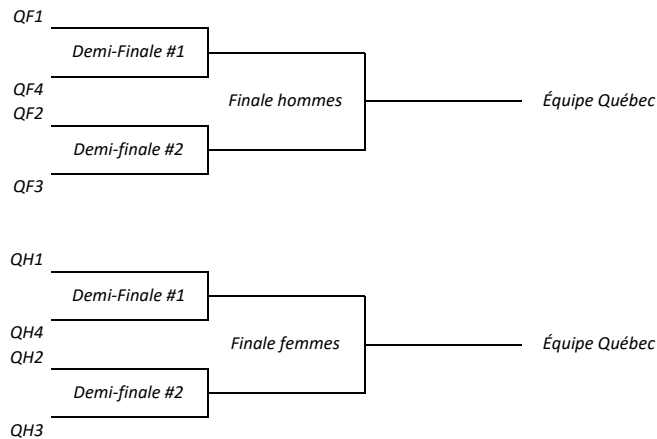 QF1
Demi-Finale #1
QF4
QF2
Finale hommes
Équipe Québec
Demi-finale #2
QF3
QH1
Demi-Finale #1
QH4
QH2
Finale femmes
Équipe Québec
Demi-finale #2
QH3